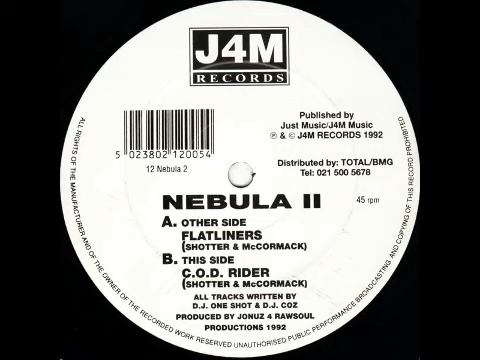 J4M
RECORDS
Published by
Just Music/J4M Music
℗ & © J4M RECORDS 1992
5 023802 120054
12 Nebula 2
Distributed by: TOTAL/BMG
Tel: 021 500 5678
NEBULA II
45 rpm
A. OTHER SIDE
FLATLINERS
(SHOTTER & McCORMACK)
B. THIS SIDE
C.O.D. RIDER
(SHOTTER & McCORMACK)
ALL TRACKS WRITTEN BY
D.J. ONE SHOT & D.J. COZ
PRODUCED BY JONUZ 4 RAWSOUL
PRODUCTIONS 1992
ALL RIGHTS OF THE MANUFACTURER AND OF THE OWNER OF THE RECORDED WORK RESERVED UNAUTHORISED PUBLIC PERFORMANCE BROADCASTING AND COPYING OF THIS RECORD PROHIBITED